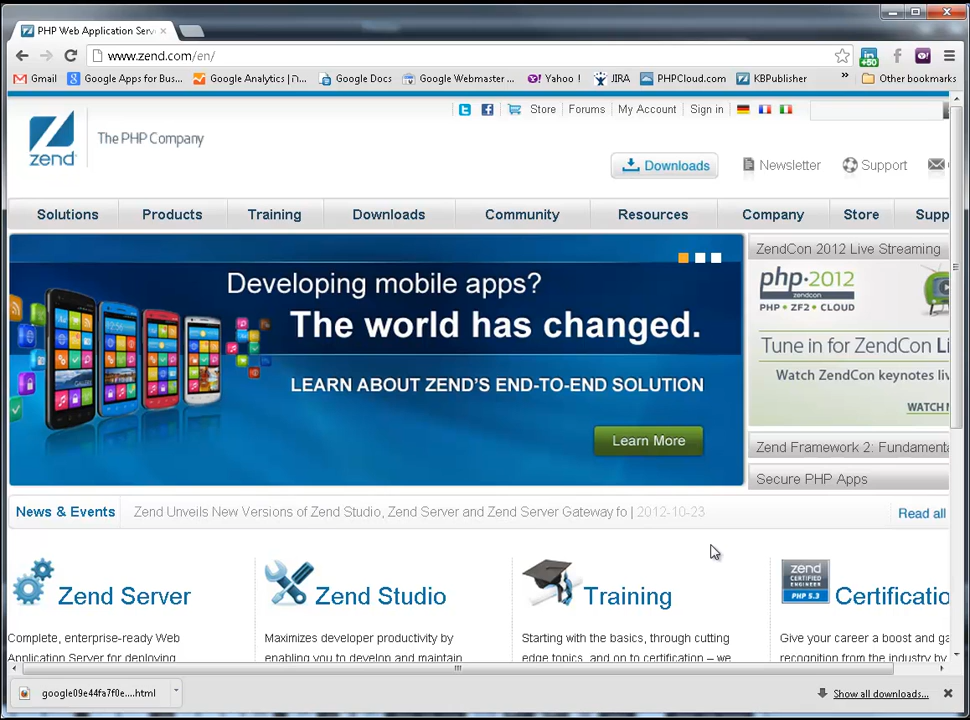 PHP Web Application Serv
www.zend.com/en/
+50
Gmail
Google Apps for Bus...
Google Analytics |
Google Docs
Google Webmaster ...
Yahoo !
JIRA
PHPCloud.com
KBPublisher
»
Other bookmarks
zend
The PHP Company
Store
Forums
My Account
Sign in
Downloads
Newsletter
Support
Solutions
Products
Training
Downloads
Community
Resources
Company
Store
Supp
Developing mobile apps?
The world has changed.
LEARN ABOUT ZEND'S END-TO-END SOLUTION
Learn More
ZendCon 2012 Live Streaming
php·2012
zendcon
PHP · ZF2 · CLOUD
Tune in for ZendCon Li
Watch ZendCon keynotes liv
WATCH
Zend Framework 2: Fundamenta
Secure PHP Apps
News & Events
Zend Unveils New Versions of Zend Studio, Zend Server and Zend Server Gateway fo | 2012-10-23
Read all
Zend Server
Complete, enterprise-ready Web
Application Server for deploying
Zend Studio
Maximizes developer productivity by
enabling you to develop and maintain
Training
Starting with the basics, through cutting
edge topics, and on to certification – we
zend
CERTIFIED
ENGINEER
PHP 5.3
Certificatio
Give your career a boost and ga
recognition from the industry by
google09e44fa7f0e....html
Show all downloads...